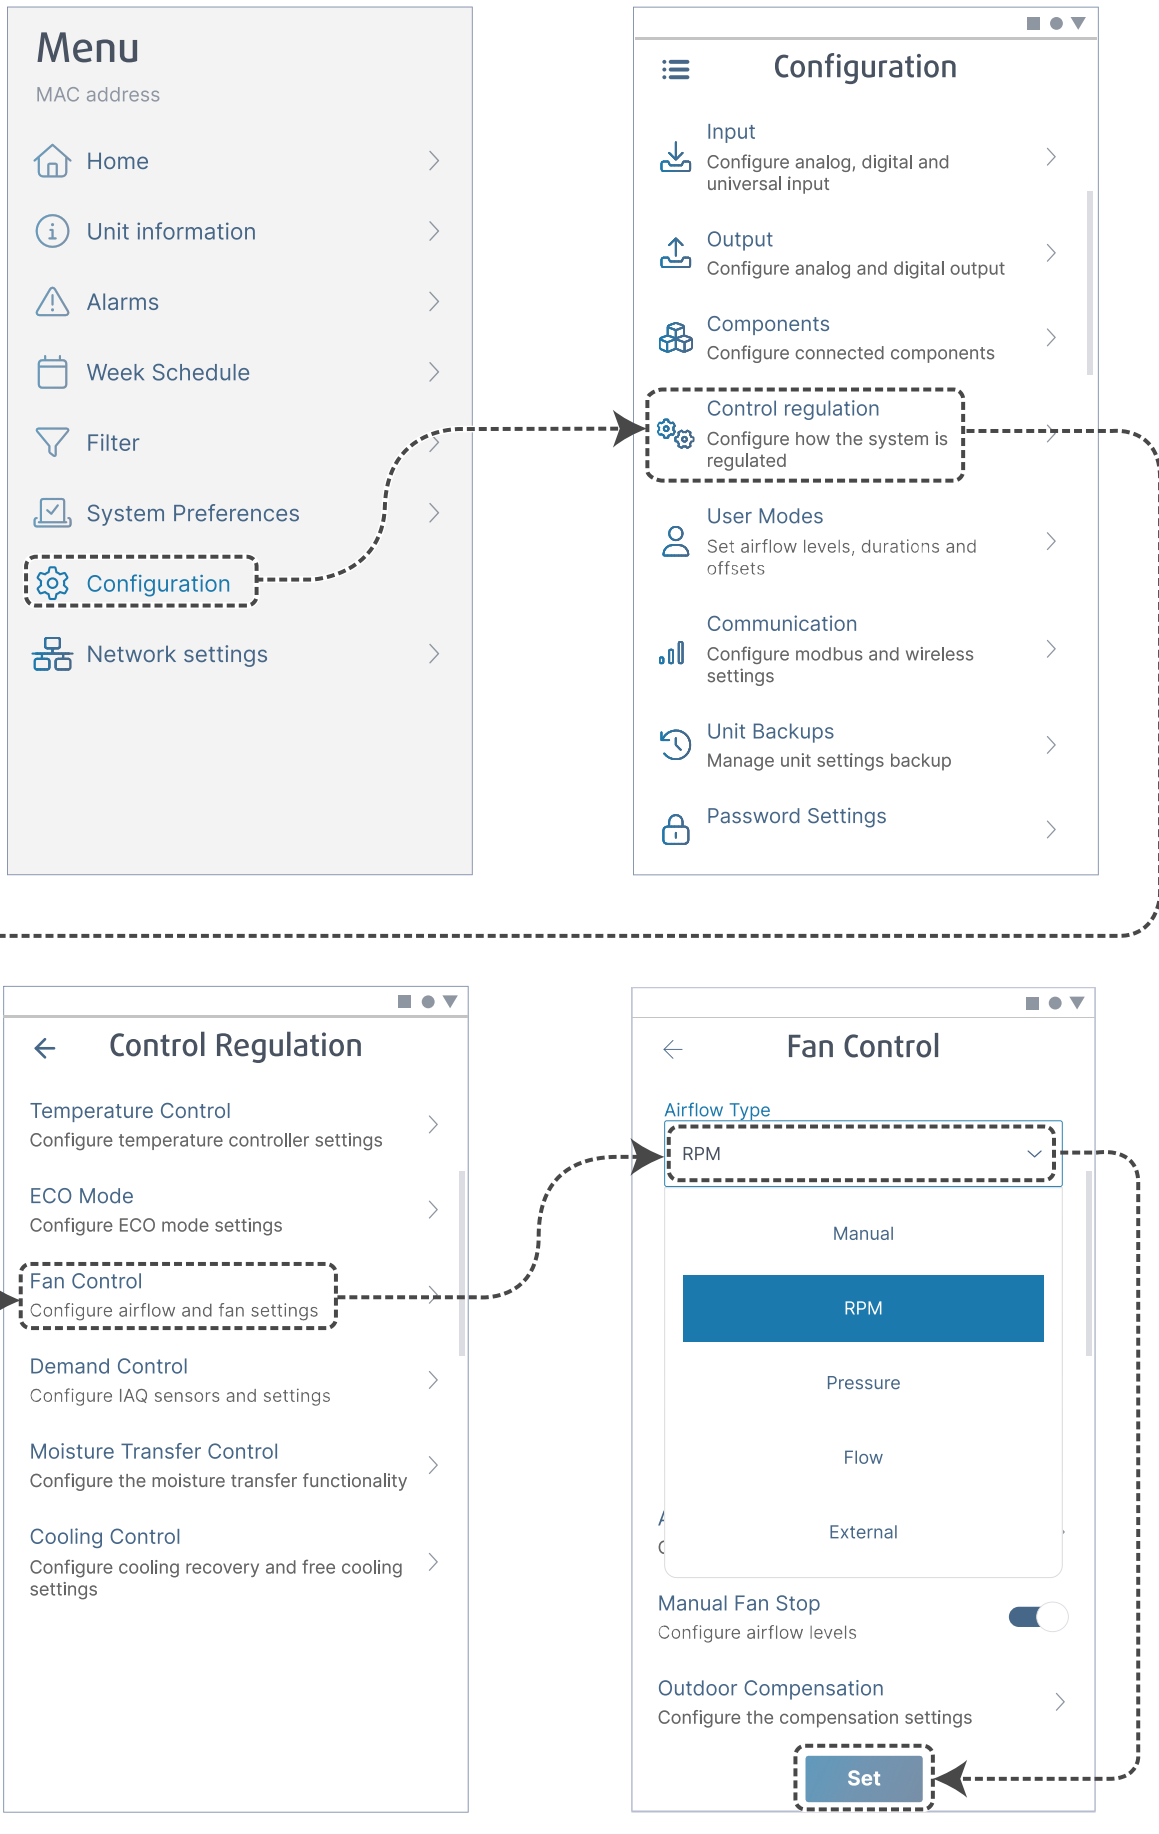 Menu
MAC address
Home
Unit information
Alarms
Week Schedule
Filter
System Preferences
Configuration
Network settings
Configuration
Input
Configure analog, digital and
universal input
Output
Configure analog and digital output
Components
Configure connected components
Control regulation
Configure how the system is
regulated
User Modes
Set airflow levels, durations and
offsets
Communication
Configure modbus and wireless
settings
Unit Backups
Manage unit settings backup
Password Settings
Control Regulation
Temperature Control
Configure temperature controller settings
ECO Mode
Configure ECO mode settings
Fan Control
Configure airflow and fan settings
Demand Control
Configure IAQ sensors and settings
Moisture Transfer Control
Configure the moisture transfer functionality
Cooling Control
Configure cooling recovery and free cooling
settings
Fan Control
Airflow Type
RPM
Manual
RPM
Pressure
Flow
External
Manual Fan Stop
Configure airflow levels
Outdoor Compensation
Configure the compensation settings
Set